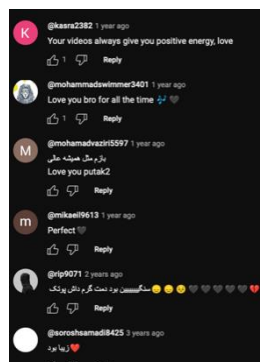 K
@kasra2382 1 year ago
Your videos always give you positive energy, love
1 Reply
@mohammadswimmer3401 1 year ago
Love you bro for all the time 🎶🖤
1 Reply
M
@mohamadvaziri5597 1 year ago
بازم مثل همیشه عالی
Love you putak2
Reply
m
@mikaeil9613 1 year ago
Perfect🖤
Reply
@rip9071 2 years ago
سنگیییییین بود دمت گرم داش پوتک 😞😞🥺🖤🖤🖤🖤🖤💔
Reply
@soroshsamadi8425 3 years ago
زیبا بود❤️